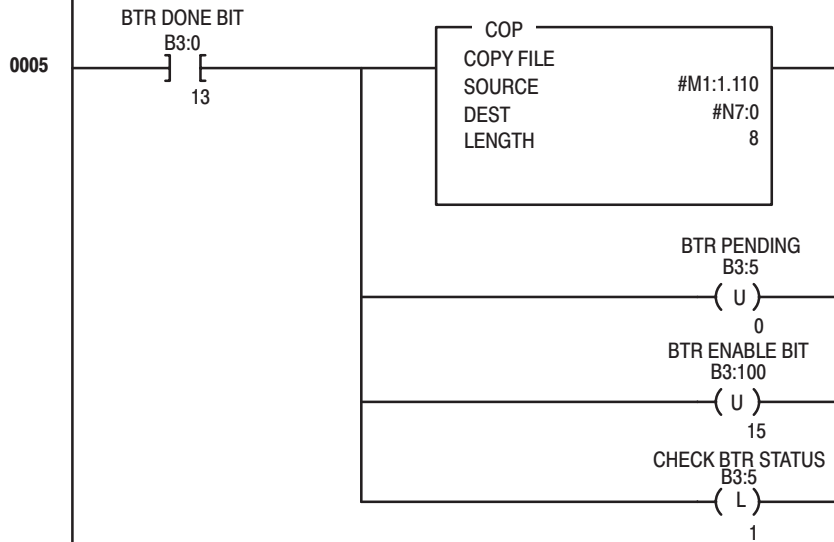 BTR DONE BIT
B3:0
0005
13
COP
COPY FILE
SOURCE #M1:1.110
DEST #N7:0
LENGTH 8
BTR PENDING
B3:5
U
0
BTR ENABLE BIT
B3:100
U
15
CHECK BTR STATUS
B3:5
L
1